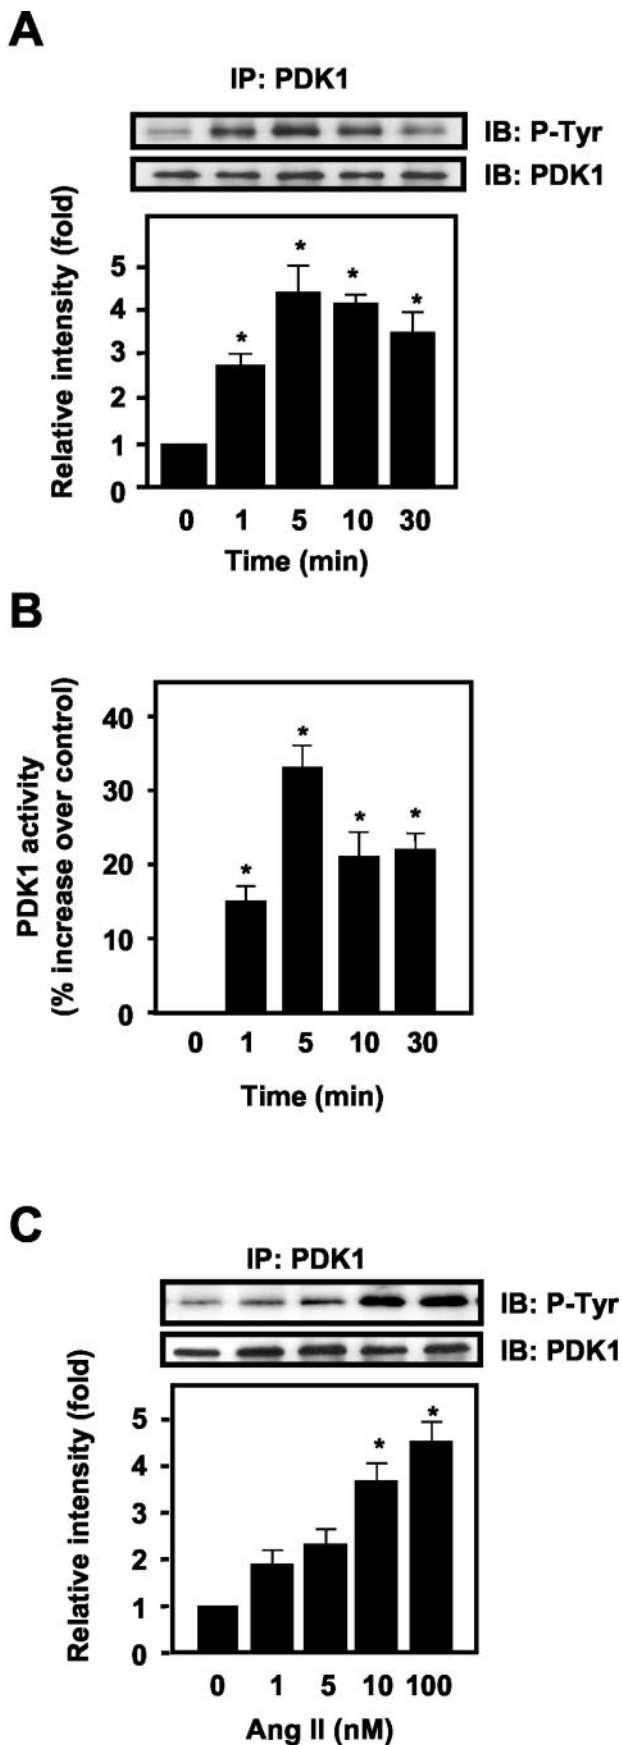 A
IP: PDK1
IB: P-Tyr
IB: PDK1
Relative intensity (fold)
5
*
*
4
*
3
*
2
1
0
0 1 5 10 30
Time (min)
B
PDK1 activity
(% increase over control)
40
*
30
*
*
20
*
10
0
0 1 5 10 30
Time (min)
C
IP: PDK1
IB: P-Tyr
IB: PDK1
Relative intensity (fold)
5
*
*
4
3
2
1
0
0 1 5 10 100
Ang II (nM)